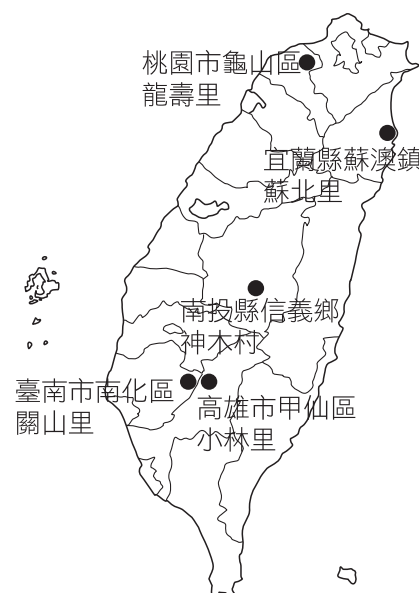 桃園市龜山區
龍壽里
宜蘭縣蘇澳鎮
蘇北里
南投縣信義鄉
神木村
臺南市南化區
關山里
高雄市甲仙區
小林里